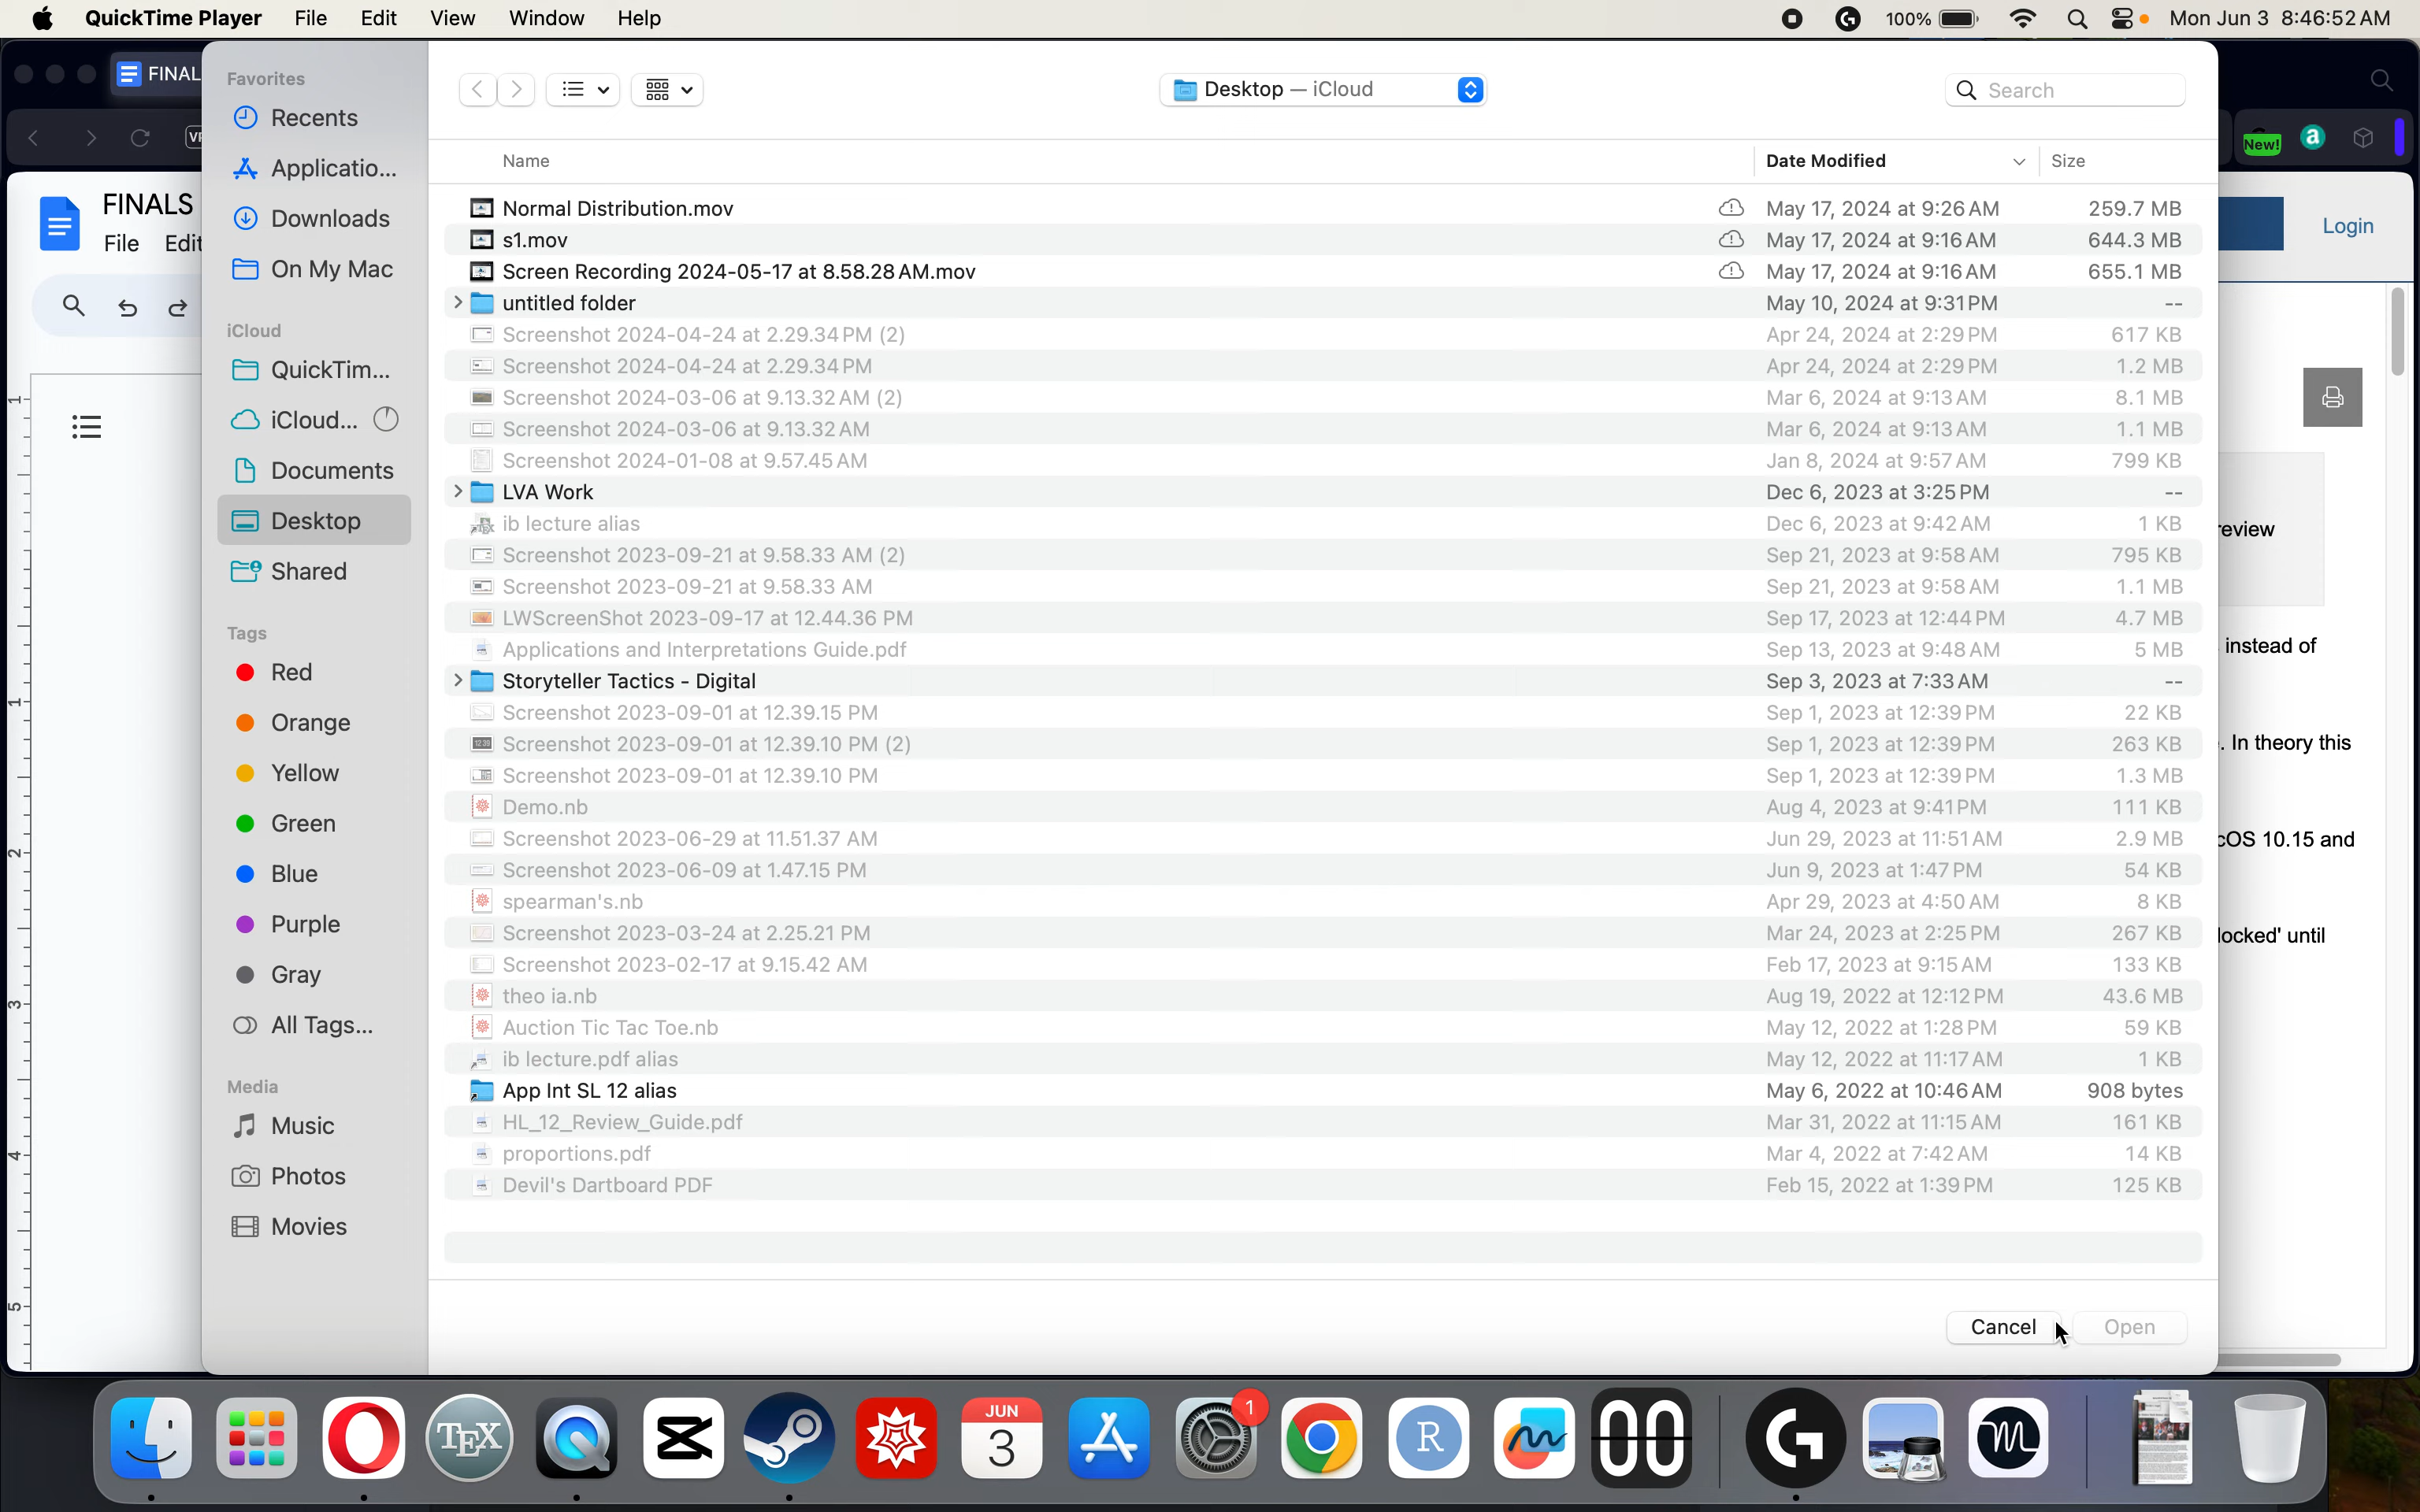 QuickTime Player File Edit View Window Help 100% Mon Jun 3 8:46:52 AM
FINAL
VP
New!
a
FINALS
File Edit
Login
review
instead of
. In theory this
cOS 10.15 and
locked' until
1
1
2
3
4
5
Favorites
Recents
Applicatio...
Downloads
On My Mac
iCloud
QuickTim...
iCloud...
Documents
Desktop
Shared
Tags
Red
Orange
Yellow
Green
Blue
Purple
Gray
All Tags...
Media
Music
Photos
Movies
Desktop — iCloud
Search
Name Date Modified Size
Normal Distribution.mov May 17, 2024 at 9:26 AM 259.7 MB
s1.mov May 17, 2024 at 9:16 AM 644.3 MB
Screen Recording 2024-05-17 at 8.58.28 AM.mov May 17, 2024 at 9:16 AM 655.1 MB
untitled folder May 10, 2024 at 9:31 PM --
Screenshot 2024-04-24 at 2.29.34 PM (2) Apr 24, 2024 at 2:29 PM 617 KB
Screenshot 2024-04-24 at 2.29.34 PM Apr 24, 2024 at 2:29 PM 1.2 MB
Screenshot 2024-03-06 at 9.13.32 AM (2) Mar 6, 2024 at 9:13 AM 8.1 MB
Screenshot 2024-03-06 at 9.13.32 AM Mar 6, 2024 at 9:13 AM 1.1 MB
Screenshot 2024-01-08 at 9.57.45 AM Jan 8, 2024 at 9:57 AM 799 KB
LVA Work Dec 6, 2023 at 3:25 PM --
ib lecture alias Dec 6, 2023 at 9:42 AM 1 KB
Screenshot 2023-09-21 at 9.58.33 AM (2) Sep 21, 2023 at 9:58 AM 795 KB
Screenshot 2023-09-21 at 9.58.33 AM Sep 21, 2023 at 9:58 AM 1.1 MB
LWScreenShot 2023-09-17 at 12.44.36 PM Sep 17, 2023 at 12:44 PM 4.7 MB
Applications and Interpretations Guide.pdf Sep 13, 2023 at 9:48 AM 5 MB
Storyteller Tactics - Digital Sep 3, 2023 at 7:33 AM --
Screenshot 2023-09-01 at 12.39.15 PM Sep 1, 2023 at 12:39 PM 22 KB
Screenshot 2023-09-01 at 12.39.10 PM (2) Sep 1, 2023 at 12:39 PM 263 KB
Screenshot 2023-09-01 at 12.39.10 PM Sep 1, 2023 at 12:39 PM 1.3 MB
Demo.nb Aug 4, 2023 at 9:41 PM 111 KB
Screenshot 2023-06-29 at 11.51.37 AM Jun 29, 2023 at 11:51 AM 2.9 MB
Screenshot 2023-06-09 at 1.47.15 PM Jun 9, 2023 at 1:47 PM 54 KB
spearman's.nb Apr 29, 2023 at 4:50 AM 8 KB
Screenshot 2023-03-24 at 2.25.21 PM Mar 24, 2023 at 2:25 PM 267 KB
Screenshot 2023-02-17 at 9.15.42 AM Feb 17, 2023 at 9:15 AM 133 KB
theo ia.nb Aug 19, 2022 at 12:12 PM 43.6 MB
Auction Tic Tac Toe.nb May 12, 2022 at 1:28 PM 59 KB
ib lecture.pdf alias May 12, 2022 at 11:17 AM 1 KB
App Int SL 12 alias May 6, 2022 at 10:46 AM 908 bytes
HL_12_Review_Guide.pdf Mar 31, 2022 at 11:15 AM 161 KB
proportions.pdf Mar 4, 2022 at 7:42 AM 14 KB
Devil's Dartboard PDF Feb 15, 2022 at 1:39 PM 125 KB
Cancel Open
TEX
JUN
3
1
R